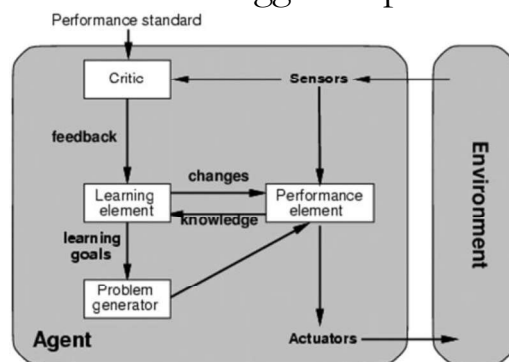 Performance standard
Critic
Sensors
feedback
changes
Learning
element
Performance
element
knowledge
learning
goals
Problem
generator
Agent
Actuators
Environment